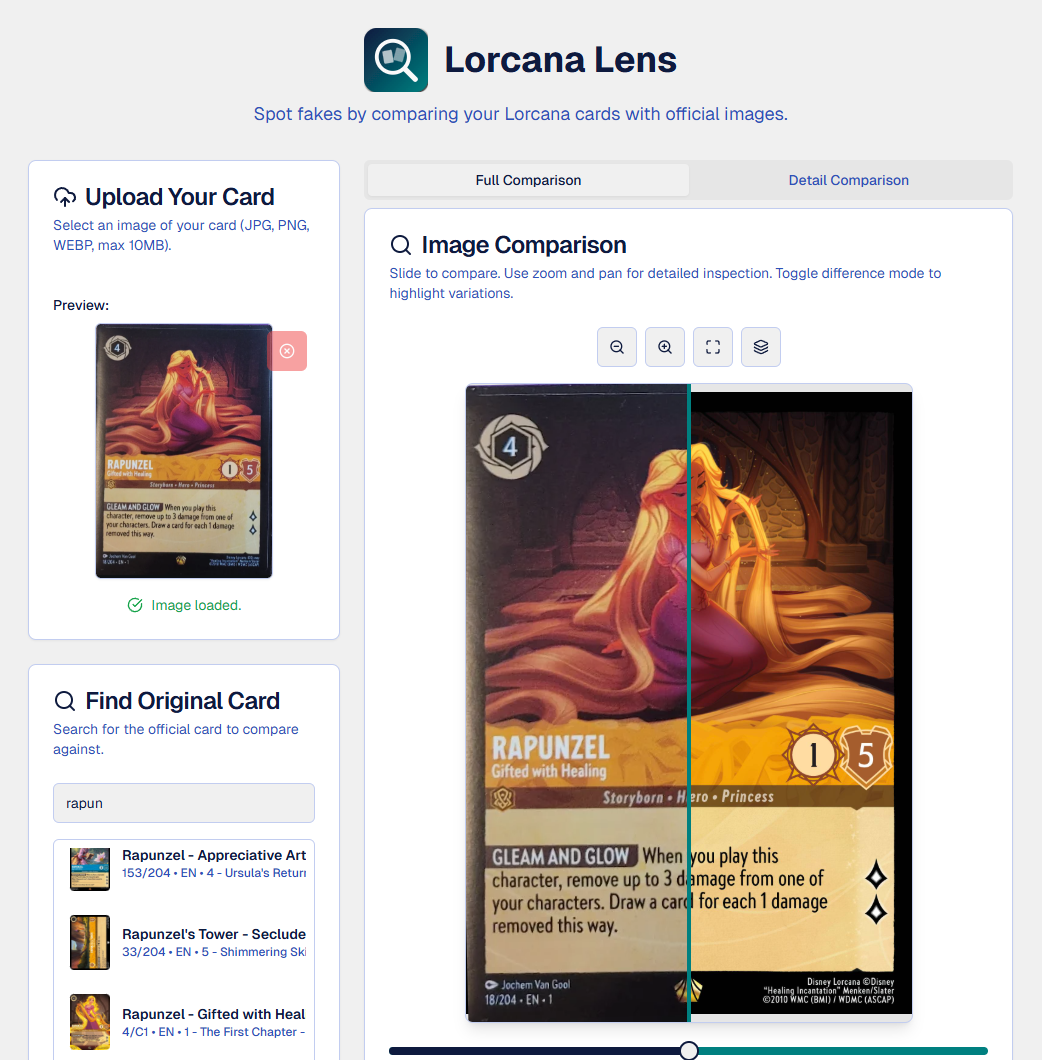 Lorcana Lens
Spot fakes by comparing your Lorcana cards with official images.
Upload Your Card
Select an image of your card (JPG, PNG,
WEBP, max 10MB).
Preview:
4
RAPUNZEL
Gifted with Healing
1 5
Storyborn • Hero • Princess
GLEAM AND GLOW When you play this
character, remove up to 3 damage from one of
your characters. Draw a card for each 1 damage
removed this way.
Jochem Van Gool
18/204 • EN • 1
Image loaded.
Find Original Card
Search for the official card to compare
against.
rapun
Rapunzel - Appreciative Art
153/204 • EN • 4 - Ursula's Return
Rapunzel's Tower - Seclude
33/204 • EN • 5 - Shimmering Ski
Rapunzel - Gifted with Heal
4/C1 • EN • 1 - The First Chapter -
Full Comparison
Detail Comparison
Image Comparison
Slide to compare. Use zoom and pan for detailed inspection. Toggle difference mode to
highlight variations.
4
RAPUNZEL
Gifted with Healing
1 5
Storyborn • Hero • Princess
GLEAM AND GLOW When you play this
character, remove up to 3 damage from one of
your characters. Draw a card for each 1 damage
removed this way.
Jochem Van Gool
18/204 • EN • 1
Disney Lorcana ©Disney
"Healing Incantation" Menken/Slater
©2010 WMC (BMI) / WDMC (ASCAP)